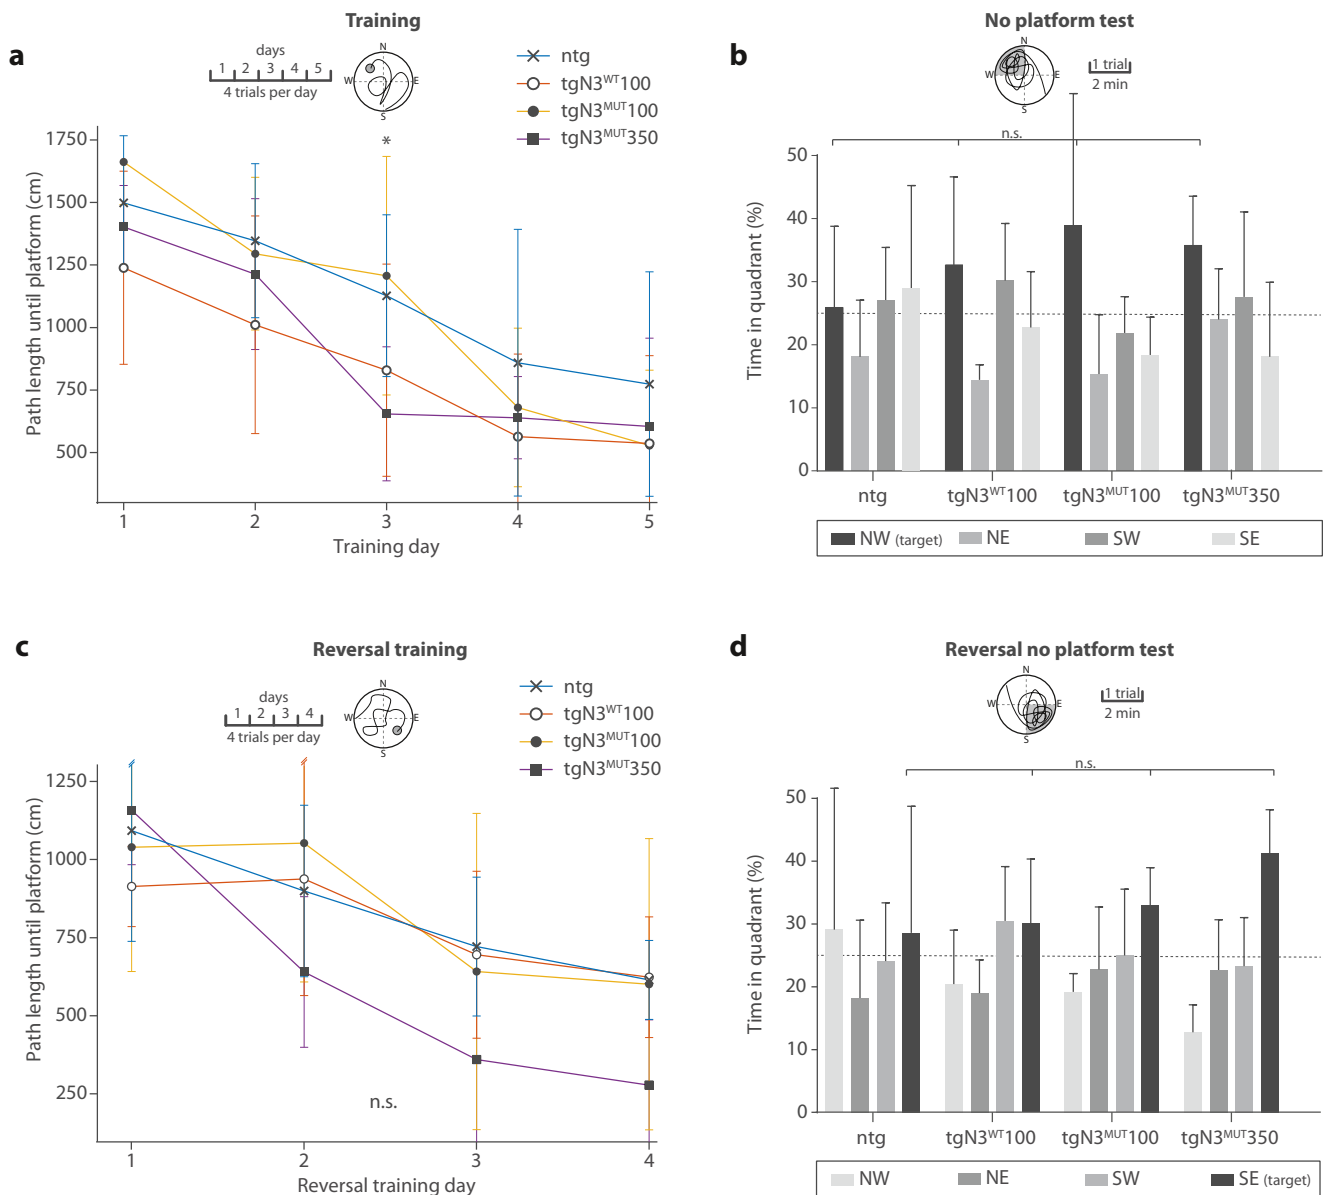 a
Training
days
1 2 3 4 5
4 trials per day
N
W E
S
ntg
tgN3WT100
tgN3MUT100
tgN3MUT350
*
Path length until platform (cm)
1750
1500
1250
1000
750
500
1 2 3 4 5
Training day
b
No platform test
N
W E
S
1 trial
2 min
n.s.
Time in quadrant (%)
50
40
30
20
10
0
ntg tgN3WT100 tgN3MUT100 tgN3MUT350
NW (target) NE SW SE
c
Reversal training
days
1 2 3 4
4 trials per day
N
W E
S
ntg
tgN3WT100
tgN3MUT100
tgN3MUT350
Path length until platform (cm)
1250
1000
750
500
250
n.s.
1 2 3 4
Reversal training day
d
Reversal no platform test
N
W E
S
1 trial
2 min
n.s.
Time in quadrant (%)
50
40
30
20
10
0
ntg tgN3WT100 tgN3MUT100 tgN3MUT350
NW NE SW SE (target)